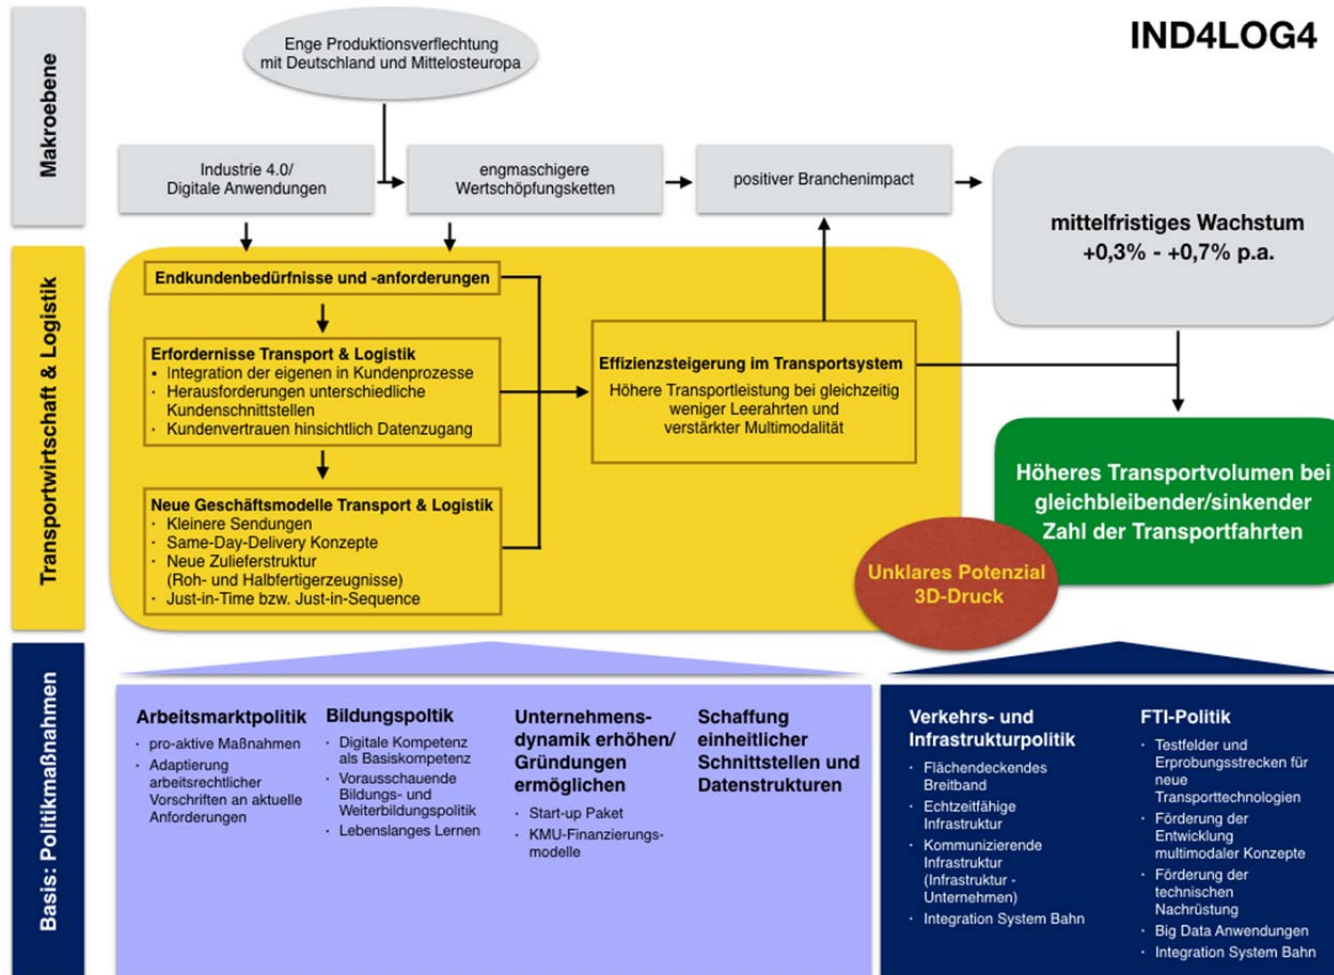 IND4LOG4
Makroebene
Enge Produktionsverflechtung
mit Deutschland und Mittelosteuropa
Industrie 4.0/
Digitale Anwendungen
engmaschigere
Wertschöpfungsketten
positiver Branchenimpact
mittelfristiges Wachstum
+0,3% - +0,7% p.a.
Transportwirtschaft & Logistik
Endkundenbedürfnisse und -anforderungen
Erfordernisse Transport & Logistik
• Integration der eigenen in Kundenprozesse
• Herausforderungen unterschiedliche
Kundenschnittstellen
• Kundenvertrauen hinsichtlich Datenzugang
Neue Geschäftsmodelle Transport & Logistik
· Kleinere Sendungen
· Same-Day-Delivery Konzepte
· Neue Zulieferstruktur
(Roh- und Halbfertigerzeugnisse)
· Just-in-Time bzw. Just-in-Sequence
Effizienzsteigerung im Transportsystem
Höhere Transportleistung bei gleichzeitig
weniger Leerahrten und
verstärkter Multimodalität
Höheres Transportvolumen bei
gleichbleibender/sinkender
Zahl der Transportfahrten
Unklares Potenzial
3D-Druck
Basis: Politikmaßnahmen
Arbeitsmarktpolitik
· pro-aktive Maßnahmen
· Adaptierung
arbeitsrechtlicher
Vorschriften an aktuelle
Anforderungen
Bildungspoltik
· Digitale Kompetenz
als Basiskompetenz
· Vorausschauende
Bildungs- und
Weiterbildungspolitik
· Lebenslanges Lernen
Unternehmens-
dynamik erhöhen/
Gründungen
ermöglichen
· Start-up Paket
· KMU-Finanzierungs-
modelle
Schaffung
einheitlicher
Schnittstellen und
Datenstrukturen
Verkehrs- und
Infrastrukturpolitik
· Flächendeckendes
Breitband
· Echtzeitfähige
Infrastruktur
· Kommunizierende
Infrastruktur
(Infrastruktur -
Unternehmen)
· Integration System Bahn
FTI-Politik
· Testfelder und
Erprobungsstrecken für
neue
Transporttechnologien
· Förderung der
Entwicklung
multimodaler Konzepte
· Förderung der
technischen
Nachrüstung
· Big Data Anwendungen
· Integration System Bahn